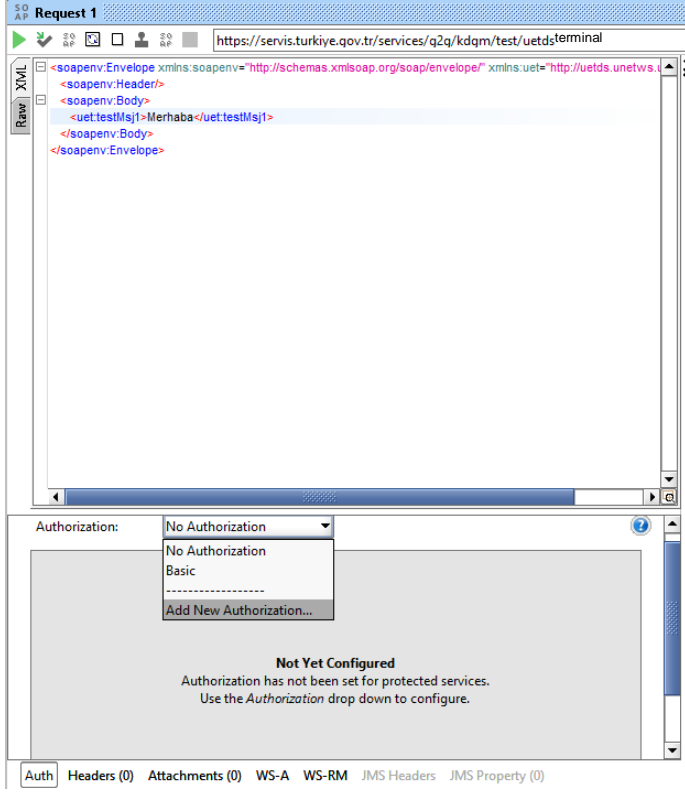 SO
AP Request 1
SO
AP
SO
AP
https://servis.turkiye.gov.tr/services/g2g/kdgm/test/uetdsterminal
XML
Raw
<soapenv:Envelope xmlns:soapenv="http://schemas.xmlsoap.org/soap/envelope/" xmlns:uet="http://uetds.unetws.u
<soapenv:Header/>
<soapenv:Body>
<uet:testMsj1>Merhaba</uet:testMsj1>
</soapenv:Body>
</soapenv:Envelope>
Authorization: No Authorization
No Authorization
Basic
------------------
Add New Authorization...
Not Yet Configured
Authorization has not been set for protected services.
Use the Authorization drop down to configure.
Auth Headers (0) Attachments (0) WS-A WS-RM JMS Headers JMS Property (0)